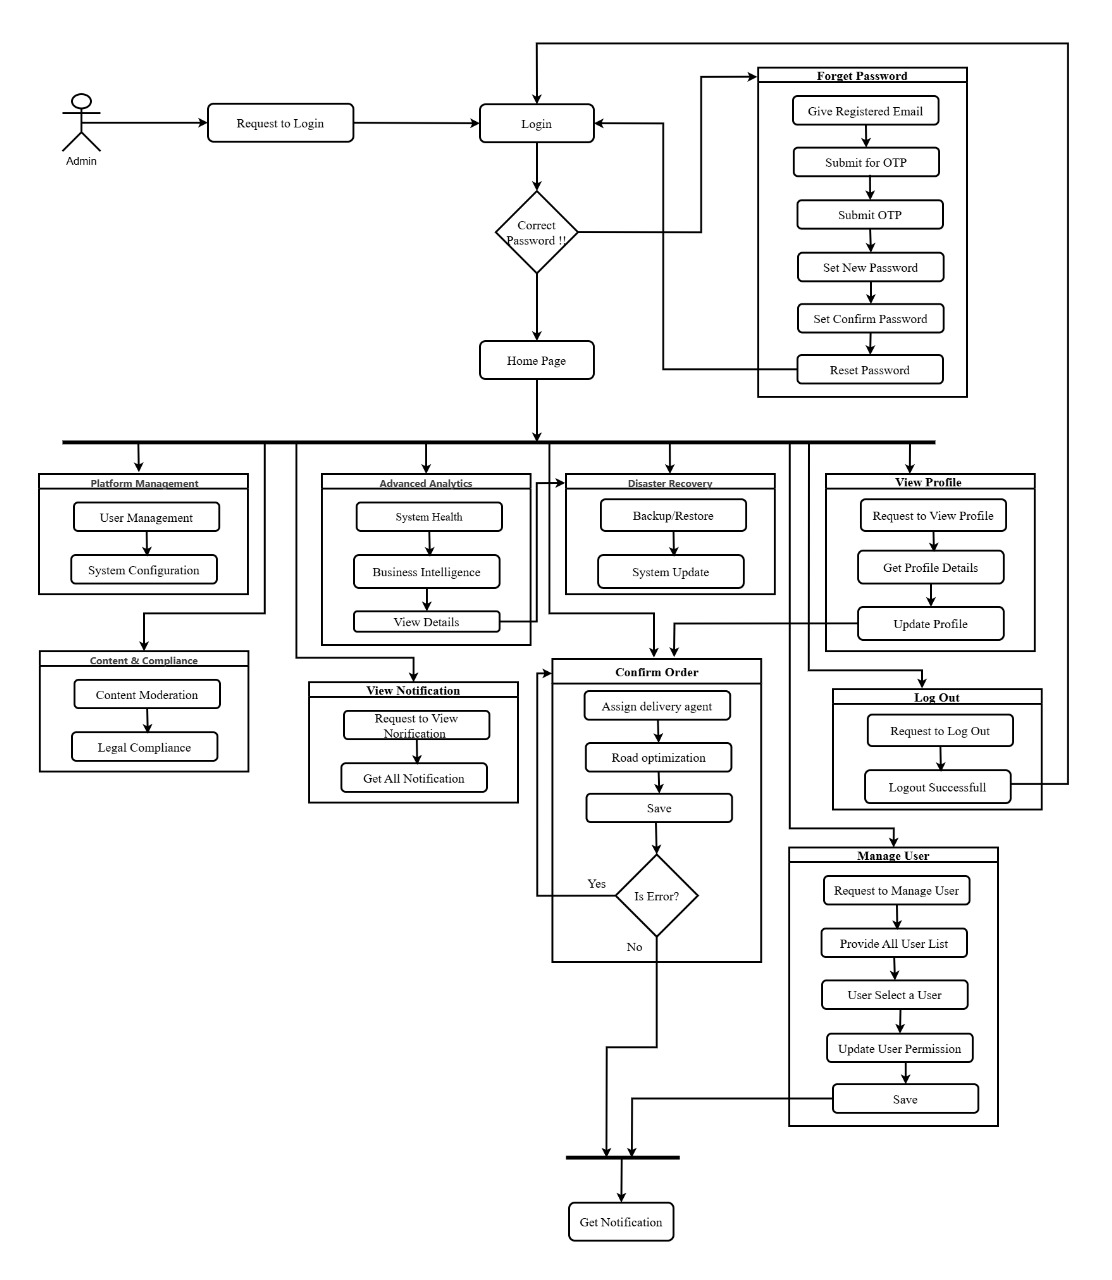 Forget Password
Give Registered Email
Admin
Request to Login
Login
Submit for OTP
Submit OTP
Correct
Password !!
Set New Password
Set Confirm Password
Home Page
Reset Password
Platform Management
User Management
System Configuration
Advanced Analytics
System Health
Business Intelligence
View Details
Disaster Recovery
Backup/Restore
System Update
View Profile
Request to View Profile
Get Profile Details
Update Profile
Content & Compliance
Content Moderation
Legal Compliance
View Notification
Request to View
Norification
Get All Notification
Confirm Order
Assign delivery agent
Road optimization
Save
Is Error?
Yes
No
Log Out
Request to Log Out
Logout Successfull
Manage User
Request to Manage User
Provide All User List
User Select a User
Update User Permission
Save
Get Notification